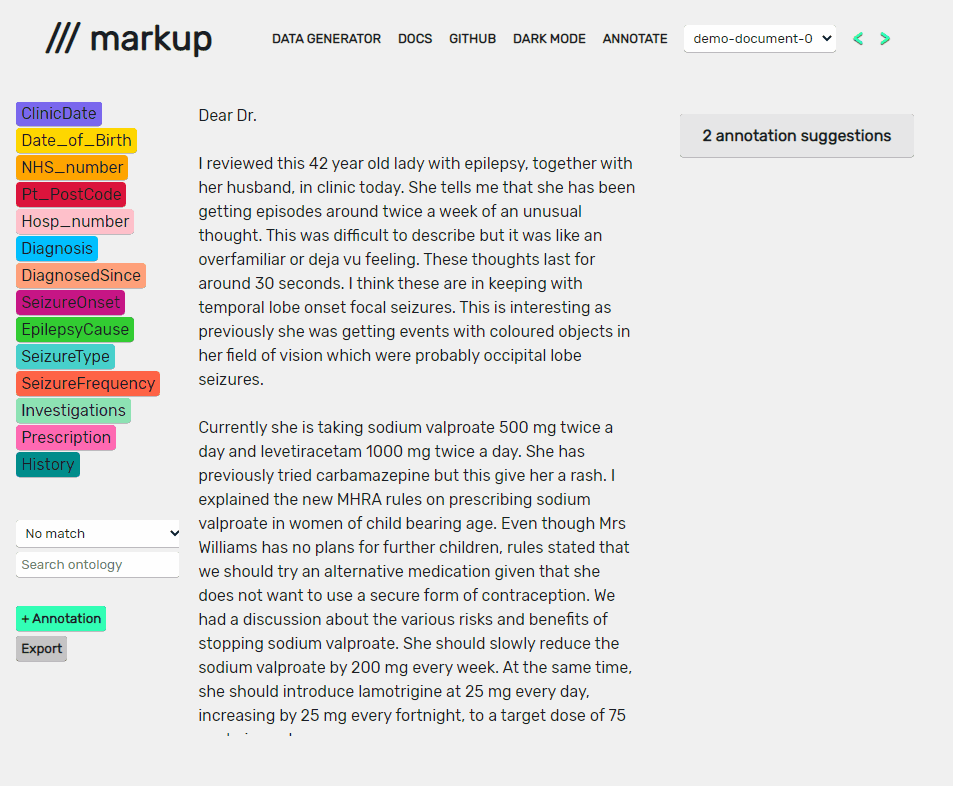 /// markup
DATA GENERATOR DOCS GITHUB DARK MODE ANNOTATE demo-document-0 < >
ClinicDate
Date_of_Birth
NHS_number
Pt_PostCode
Hosp_number
Diagnosis
DiagnosedSince
SeizureOnset
EpilepsyCause
SeizureType
SeizureFrequency
Investigations
Prescription
History
No match
Search ontology
+ Annotation
Export
Dear Dr.
I reviewed this 42 year old lady with epilepsy, together with
her husband, in clinic today. She tells me that she has been
getting episodes around twice a week of an unusual
thought. This was difficult to describe but it was like an
overfamiliar or deja vu feeling. These thoughts last for
around 30 seconds. I think these are in keeping with
temporal lobe onset focal seizures. This is interesting as
previously she was getting events with coloured objects in
her field of vision which were probably occipital lobe
seizures.
Currently she is taking sodium valproate 500 mg twice a
day and levetiracetam 1000 mg twice a day. She has
previously tried carbamazepine but this give her a rash. I
explained the new MHRA rules on prescribing sodium
valproate in women of child bearing age. Even though Mrs
Williams has no plans for further children, rules stated that
we should try an alternative medication given that she
does not want to use a secure form of contraception. We
had a discussion about the various risks and benefits of
stopping sodium valproate. She should slowly reduce the
sodium valproate by 200 mg every week. At the same time,
she should introduce lamotrigine at 25 mg every day,
increasing by 25 mg every fortnight, to a target dose of 75
2 annotation suggestions